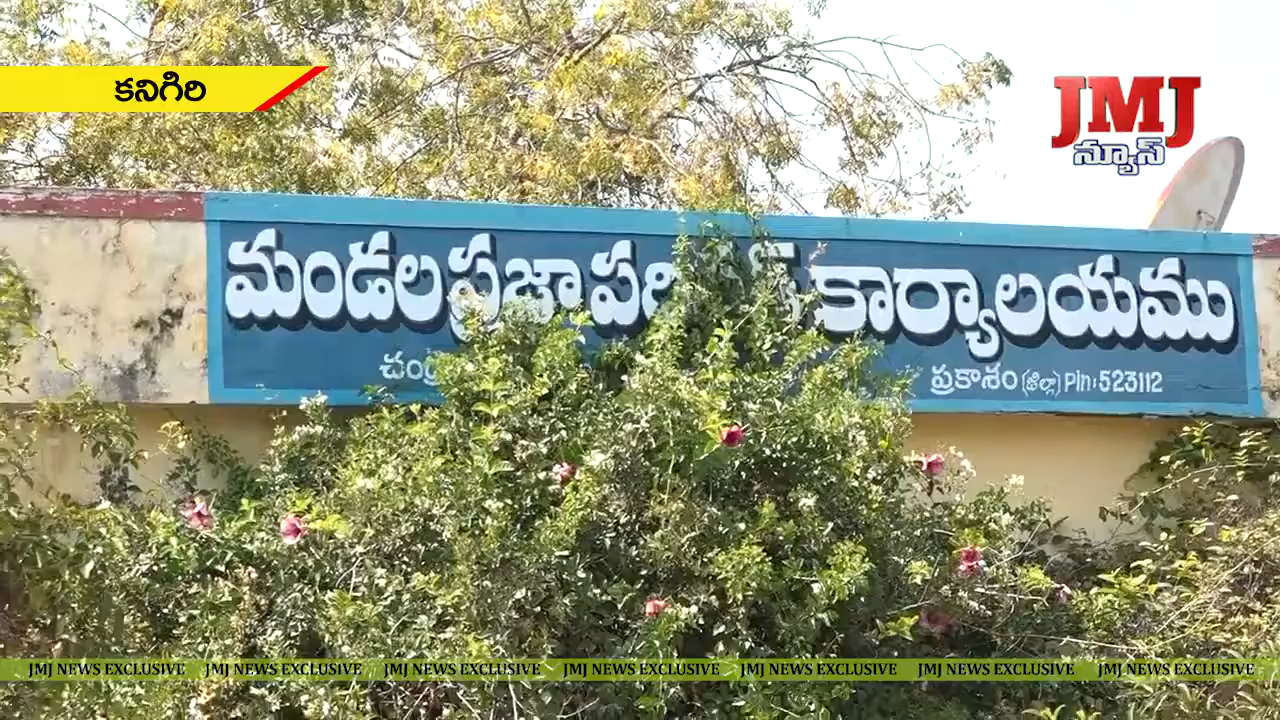 కనిగిరి
JMJ
న్యూస్
మండల ప్రజా కార్యాలయము
ప్రకాశం (జిల్లా) Pin: 523112
JMJ NEWS EXCLUSIVE JMJ NEWS EXCLUSIVE JMJ NEWS EXCLUSIVE JMJ NEWS EXCLUSIVE JMJ NEWS EXCLUSIVE JMJ NEWS EXCLUSIVE JMJ NEWS EXCLUSIVE